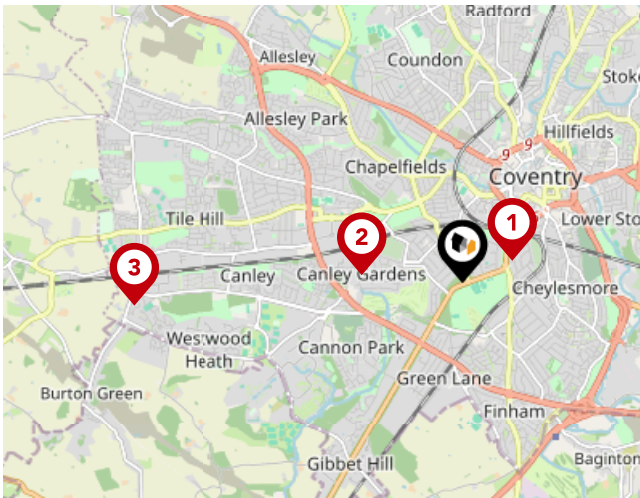 Radford
Allesley
Coundon
Stoke
Allesley Park
Hillfields
9
9
Chapelfields
Coventry
Tile Hill
1
Lower Sto
2
3
Canley
Canley Gardens
Cheylesmore
Westwood
Heath
Cannon Park
Green Lane
Burton Green
Finham
Gibbet Hill
Baginton